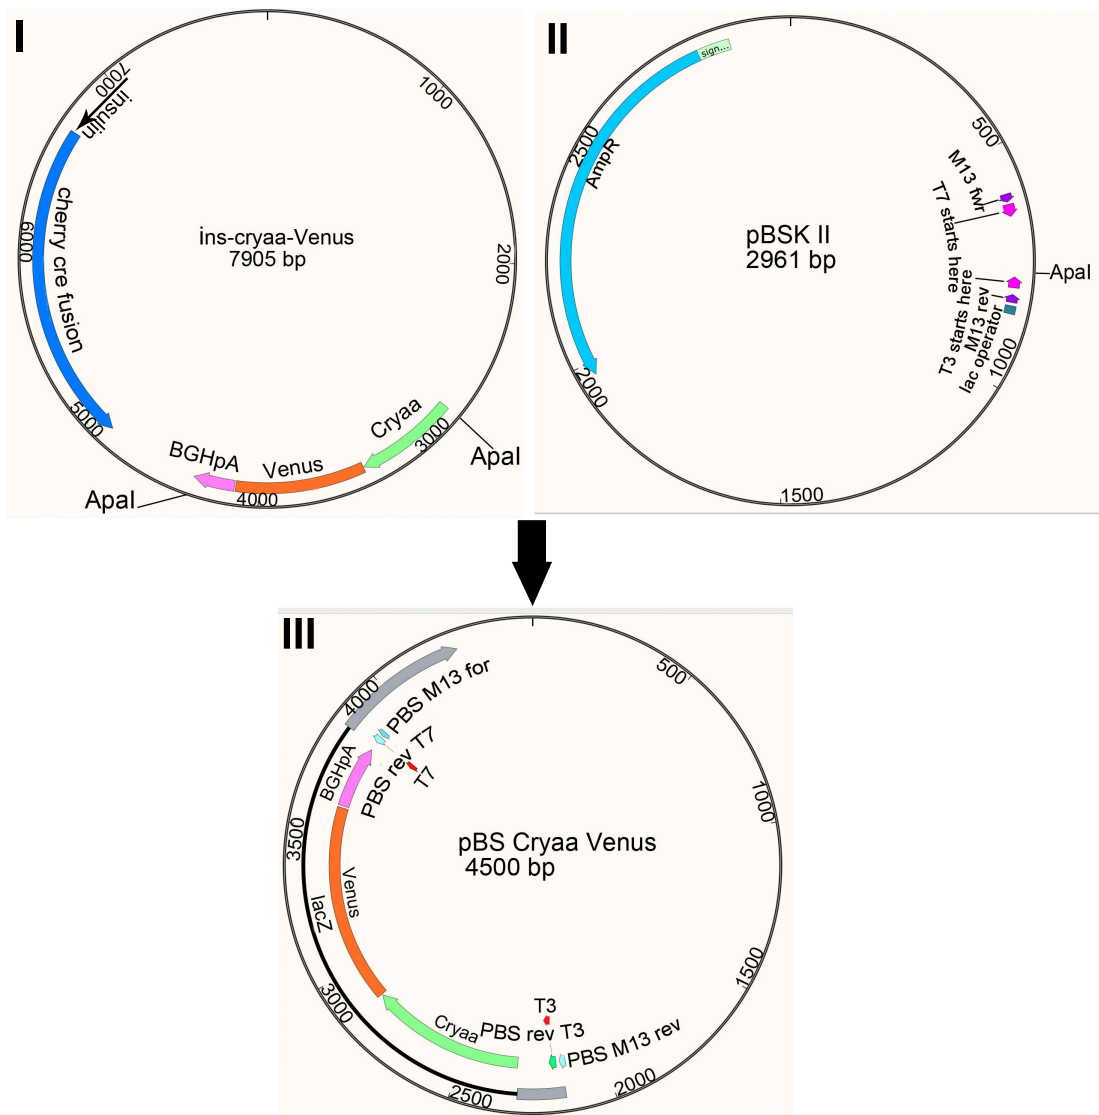 I
7000
insulin
1000
cherry cre fusion
6000
ins-cryaa-Venus
7905 bp
2000
5000
Cryaa
3000
ApaI
BGHpA
Venus
4000
ApaI
II
sign...
500
2500
AmpR
M13 fwr
T7 starts here
pBSK II
2961 bp
ApaI
T3 starts here
M13 rev
lac operator
1000
2000
1500
III
4000
PBS M13 for
500
BGHpA
PBS rev T7
T7
1000
3500
pBS Cryaa Venus
4500 bp
Venus
lacZ
1500
3000
T3
Cryaa
PBS rev T3
PBS M13 rev
2500
2000